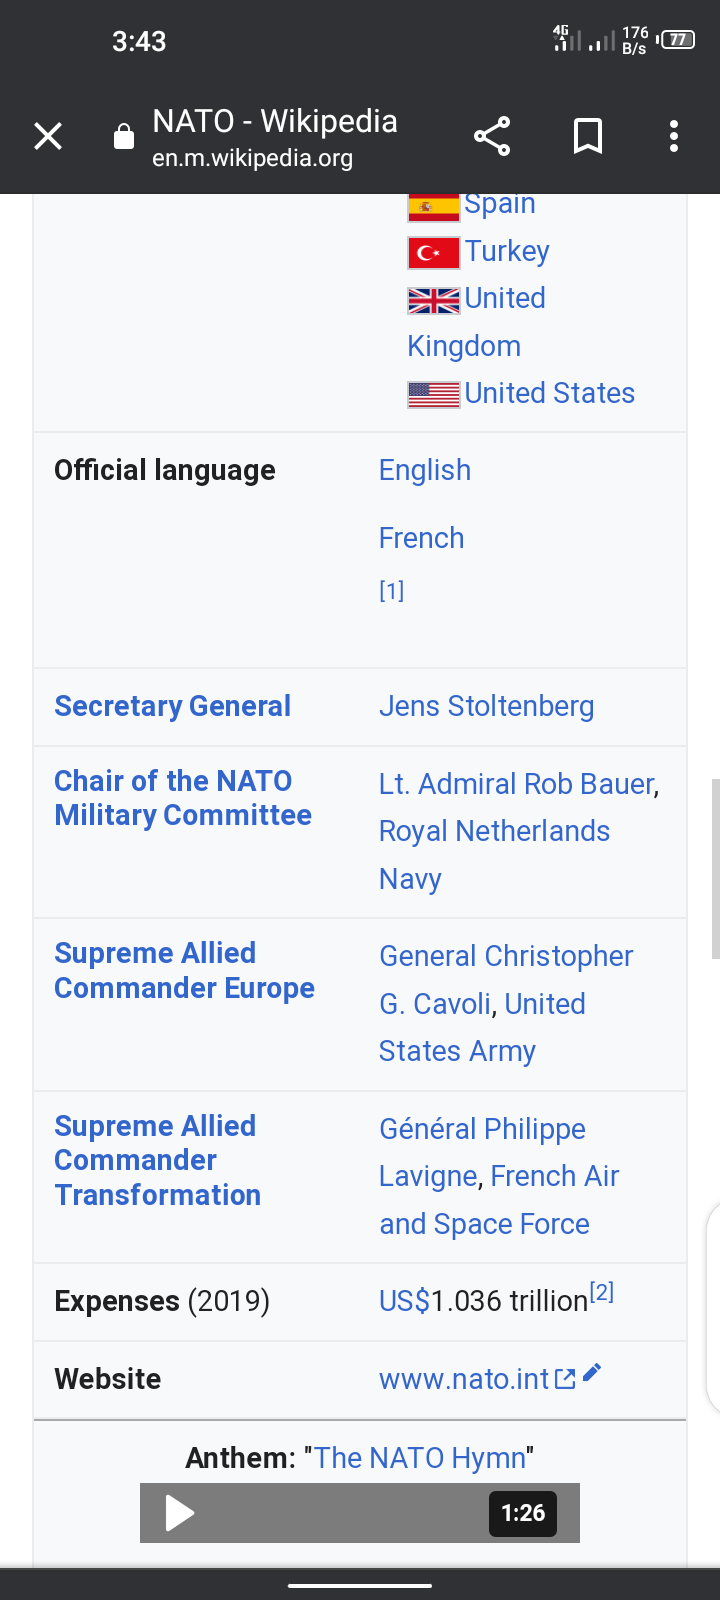 3:43
4G
176
B/s
77
NATO - Wikipedia
en.m.wikipedia.org
Spain
Turkey
United
Kingdom
United States
Official language
English
French
[1]
Secretary General
Jens Stoltenberg
Chair of the NATO
Military Committee
Lt. Admiral Rob Bauer,
Royal Netherlands
Navy
Supreme Allied
Commander Europe
General Christopher
G. Cavoli, United
States Army
Supreme Allied
Commander
Transformation
Général Philippe
Lavigne, French Air
and Space Force
Expenses (2019)
US$1.036 trillion[2]
Website
www.nato.int
Anthem: "The NATO Hymn"
1:26